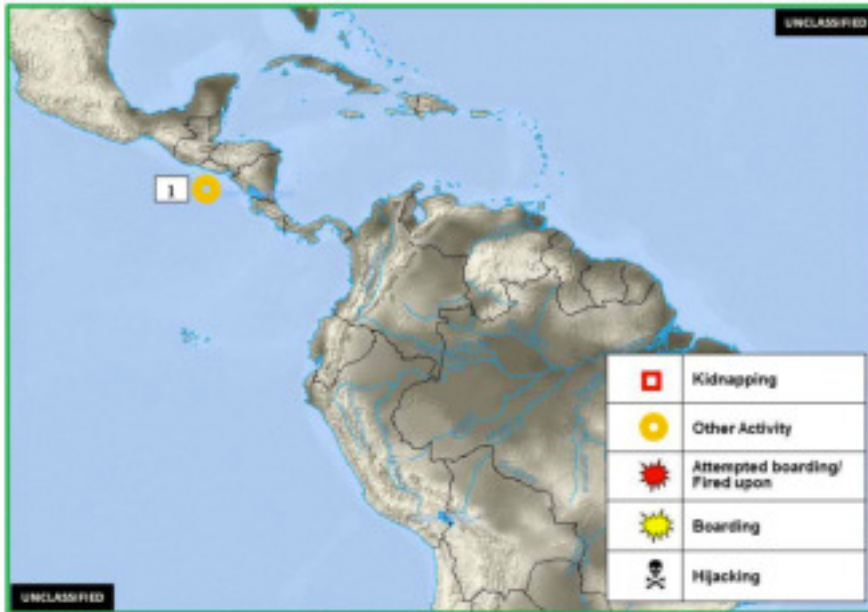 UNCLASSIFIED
1
Kidnapping
Other Activity
Attempted boarding/
Fired upon
Boarding
Hijacking
UNCLASSIFIED